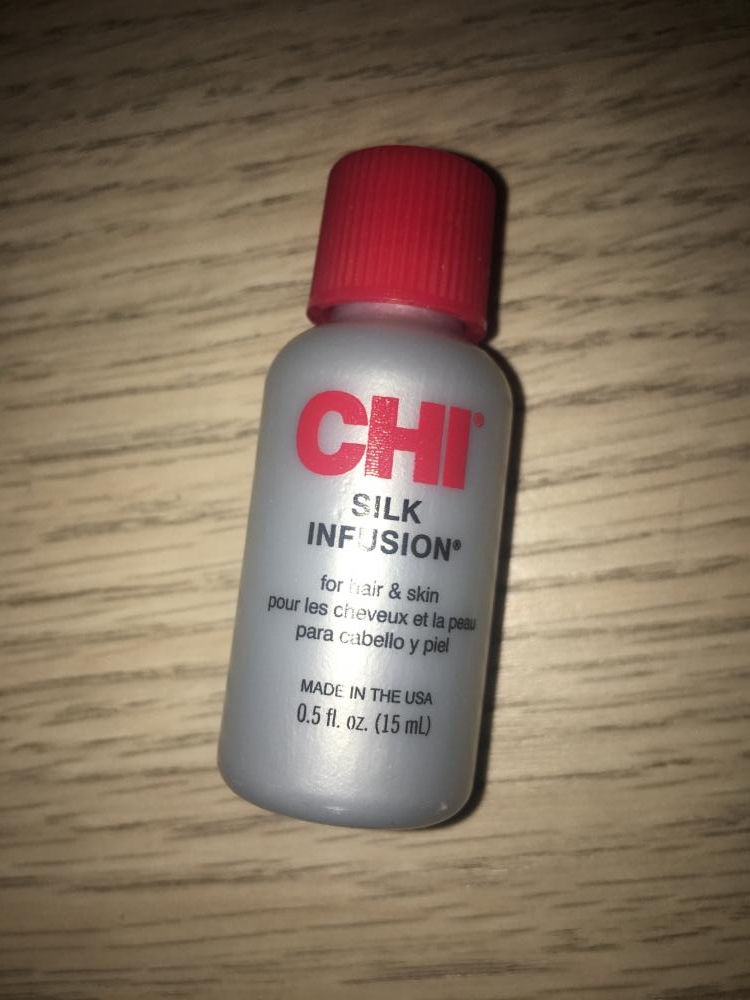 CHI®
SILK
INFUSION®
for hair & skin
pour les cheveux et la peau
para cabello y piel
MADE IN THE USA
0.5 fl. oz. (15 mL)